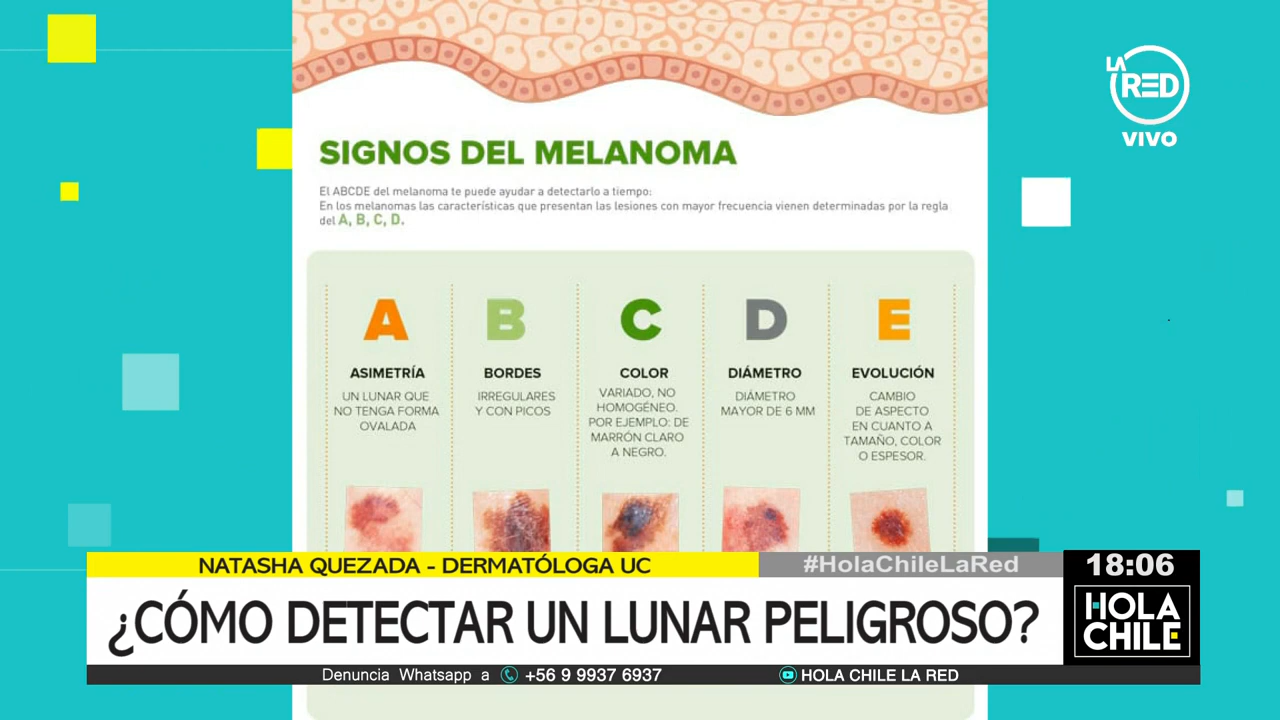 LA
RED
VIVO
SIGNOS DEL MELANOMA
El ABCDE del melanoma te puede ayudar a detectarlo a tiempo:
En los melanomas las características que presentan las lesiones con mayor frecuencia vienen determinadas por la regla
del A, B, C, D.
A
ASIMETRÍA
UN LUNAR QUE
NO TENGA FORMA
OVALADA
B
BORDES
IRREGULARES
Y CON PICOS
C
COLOR
VARIADO, NO
HOMOGÉNEO.
POR EJEMPLO: DE
MARRÓN CLARO
A NEGRO.
D
DIÁMETRO
DIÁMETRO
MAYOR DE 6 MM
E
EVOLUCIÓN
CAMBIO
DE ASPECTO
EN CUANTO A
TAMAÑO, COLOR
O ESPESOR.
NATASHA QUEZADA - DERMATÓLOGA UC
#HolaChileLaRed
18:06
¿CÓMO DETECTAR UN LUNAR PELIGROSO?
HOLA
CHILE
Denuncia Whatsapp a +56 9 9937 6937
HOLA CHILE LA RED